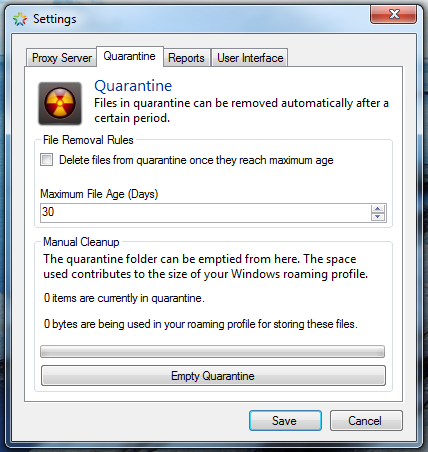 Settings
Proxy Server Quarantine Reports User Interface
Quarantine
Files in quarantine can be removed automatically after a
certain period.
File Removal Rules
Delete files from quarantine once they reach maximum age
Maximum File Age (Days)
30
Manual Cleanup
The quarantine folder can be emptied from here. The space
used contributes to the size of your Windows roaming profile.
0 items are currently in quarantine.
0 bytes are being used in your roaming profile for storing these files.
Empty Quarantine
Save Cancel